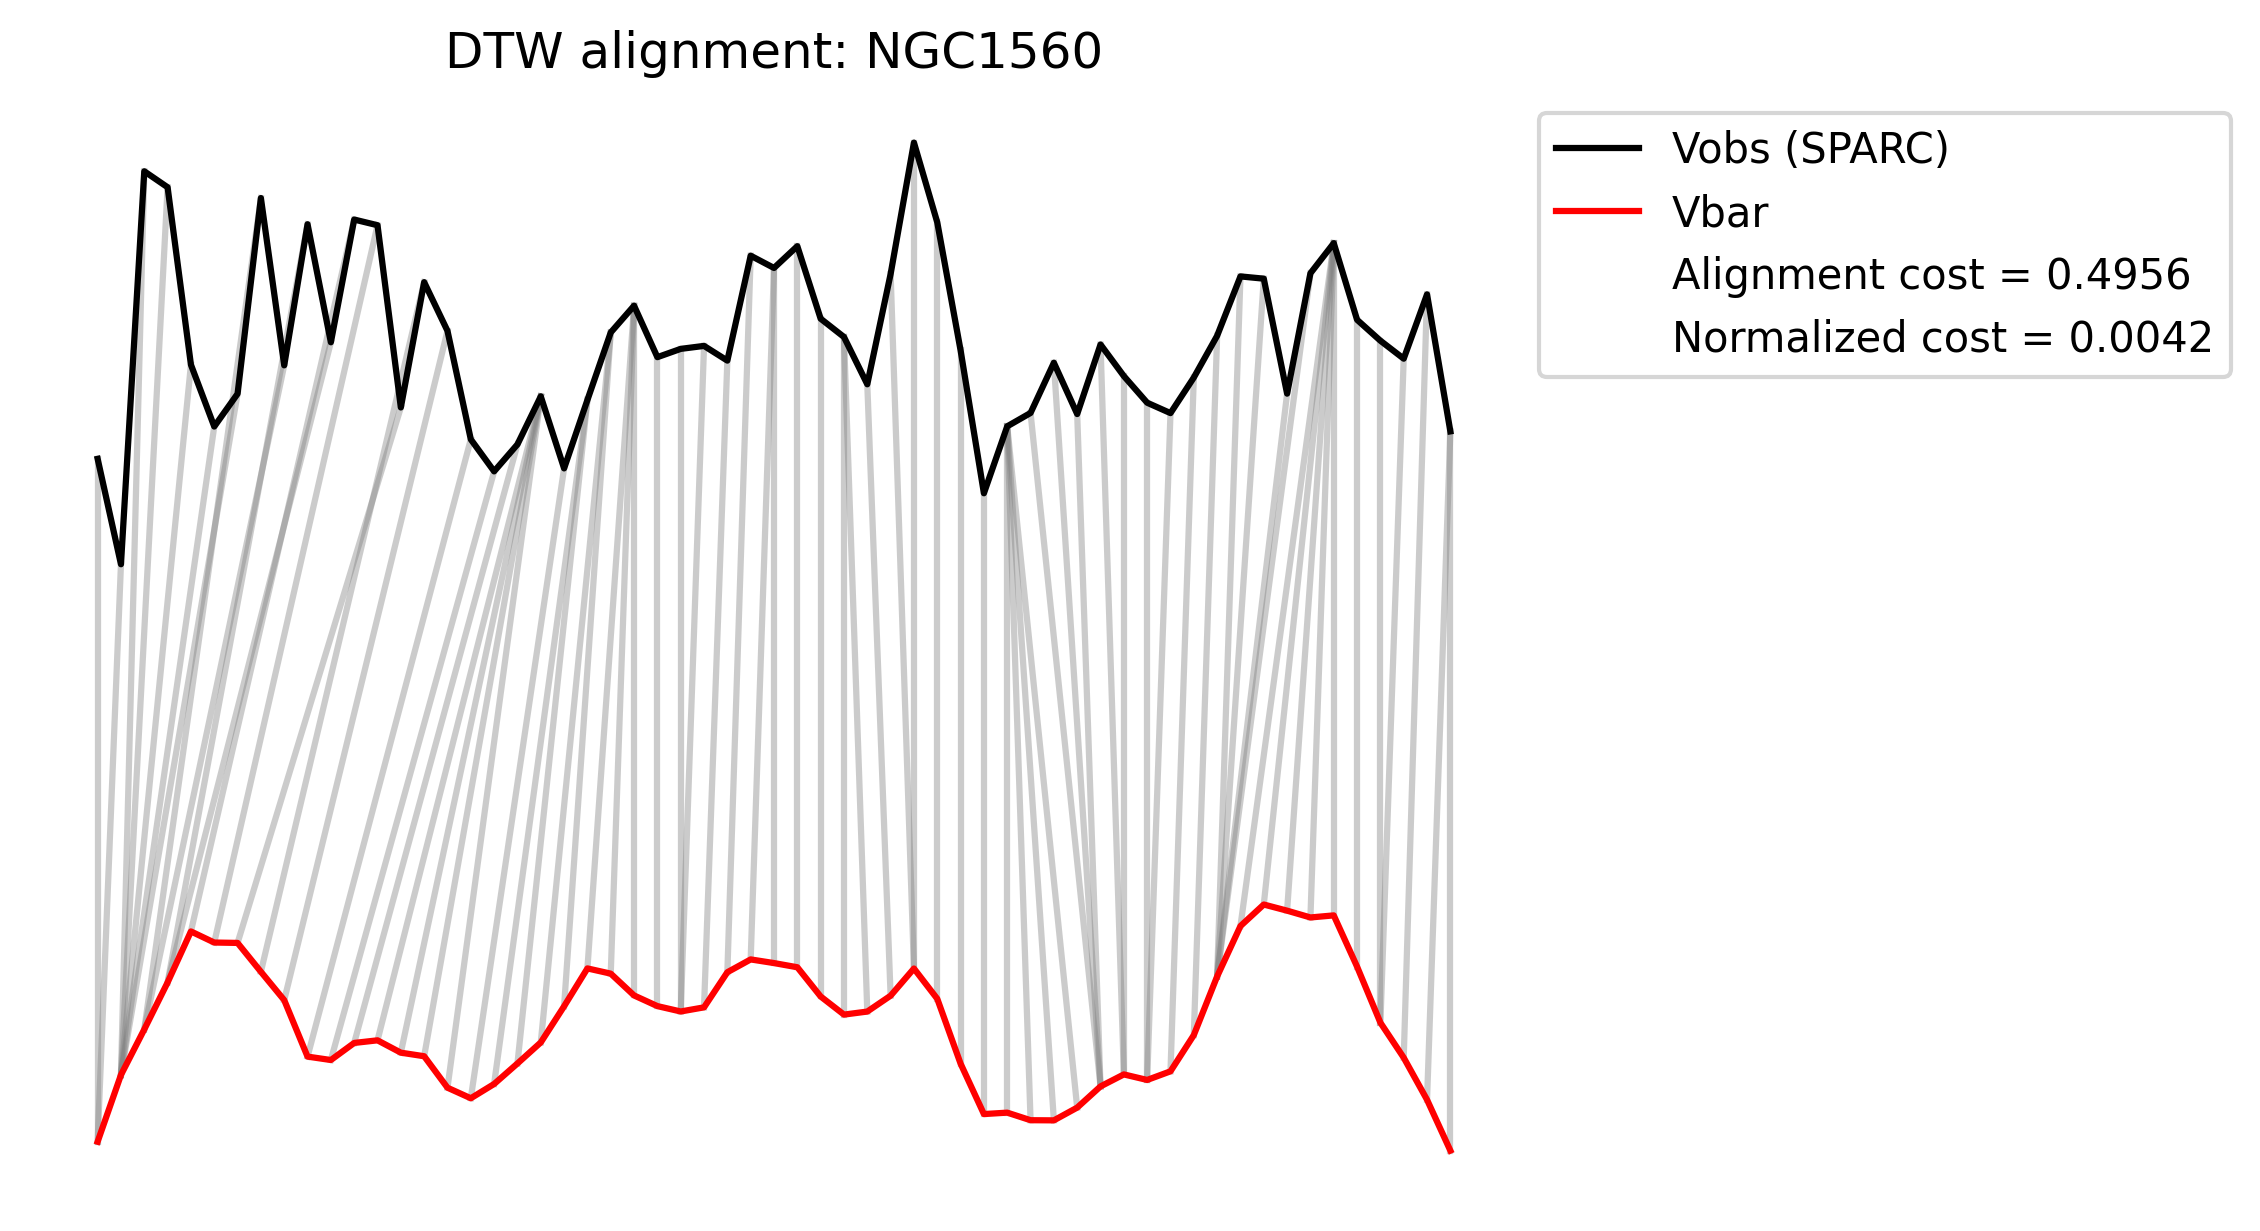 DTW alignment: NGC1560
Vobs (SPARC)
Vbar
Alignment cost = 0.4956
Normalized cost = 0.0042